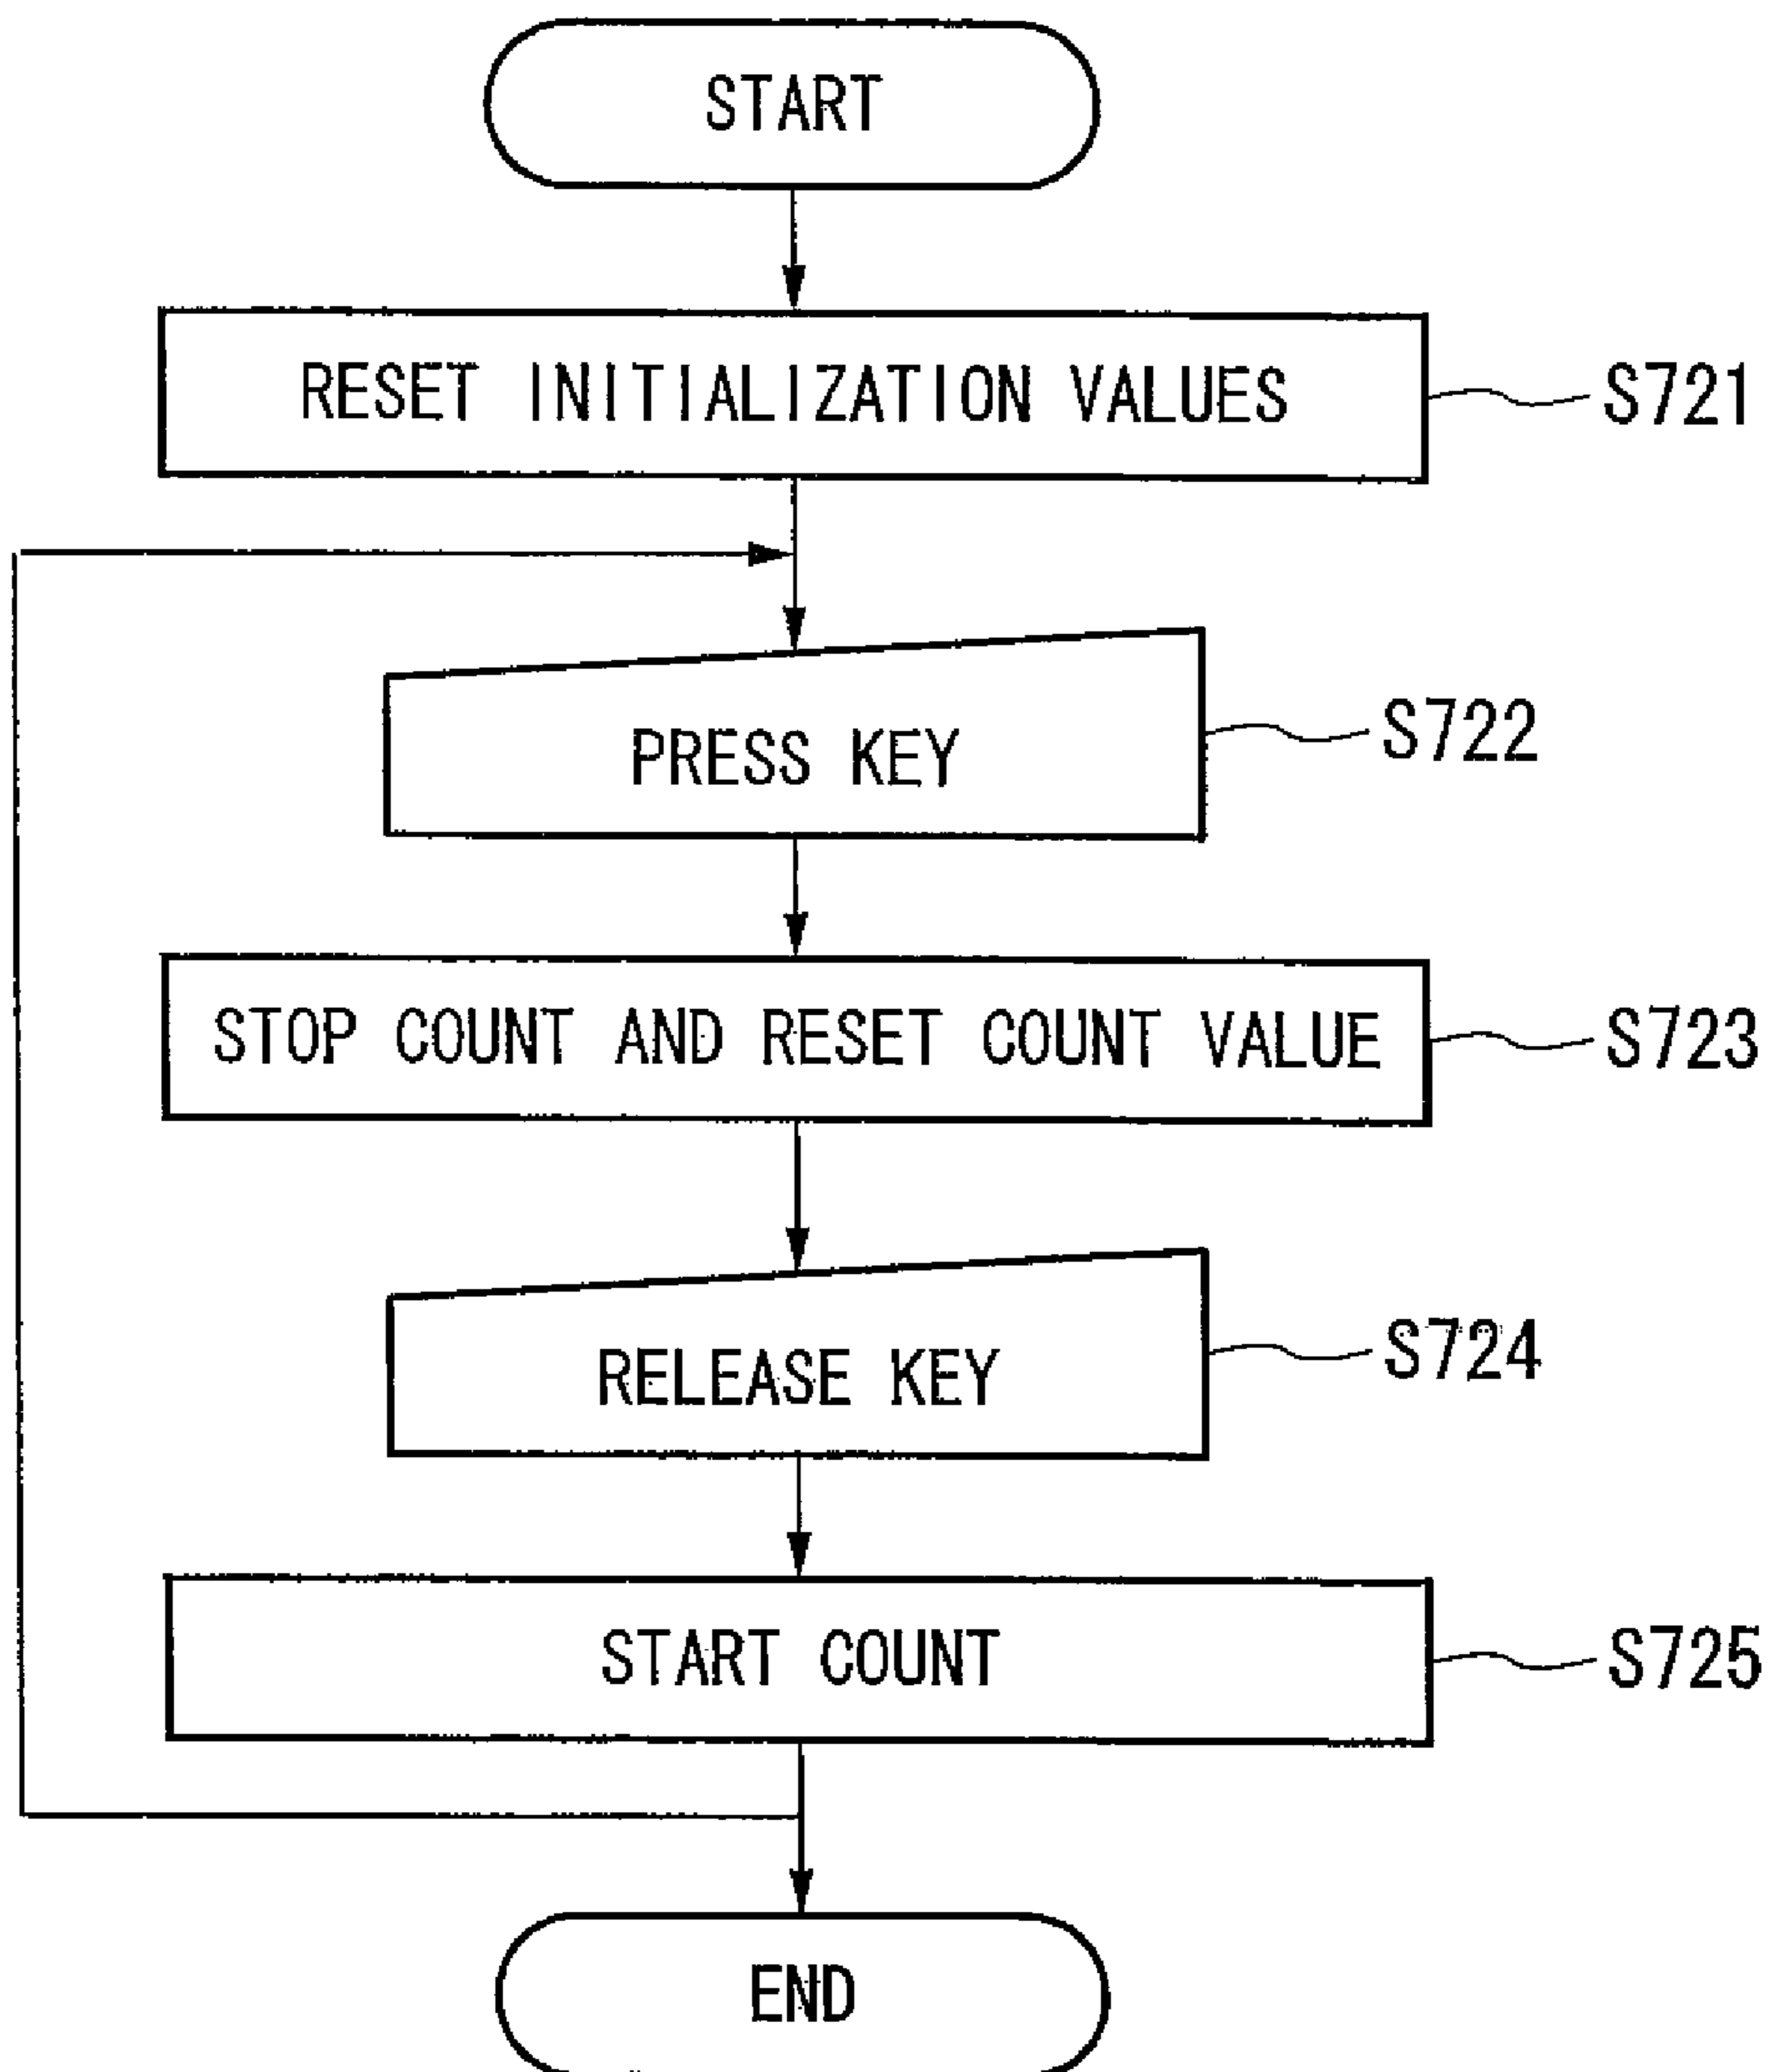 START
RESET INITIALIZATION VALUES
S721
PRESS KEY
S722
STOP COUNT AND RESET COUNT VALUE
S723
RELEASE KEY
S724
START COUNT
S725
END